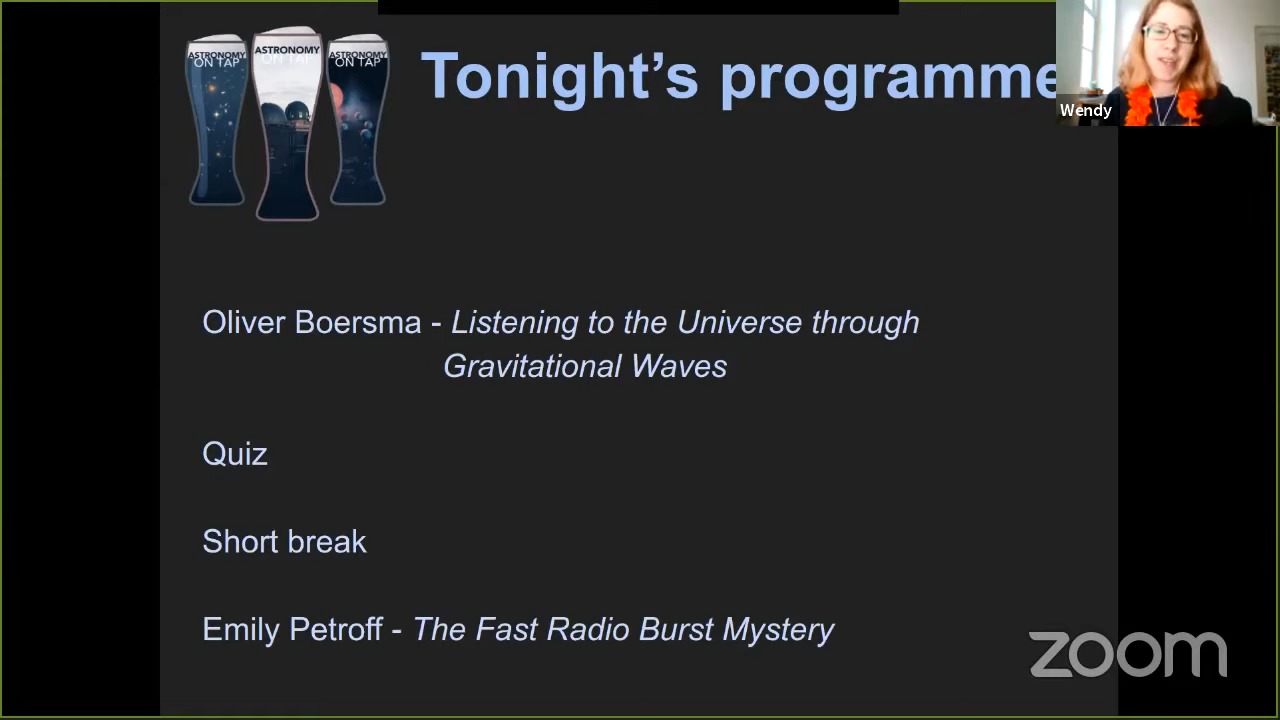 ASTRONOMY
ON TAP
ASTRONOMY
ON TAP
ASTRONOMY
ON TAP
Tonight's programme
Wendy
Oliver Boersma - Listening to the Universe through
Gravitational Waves
Quiz
Short break
Emily Petroff - The Fast Radio Burst Mystery
zoom